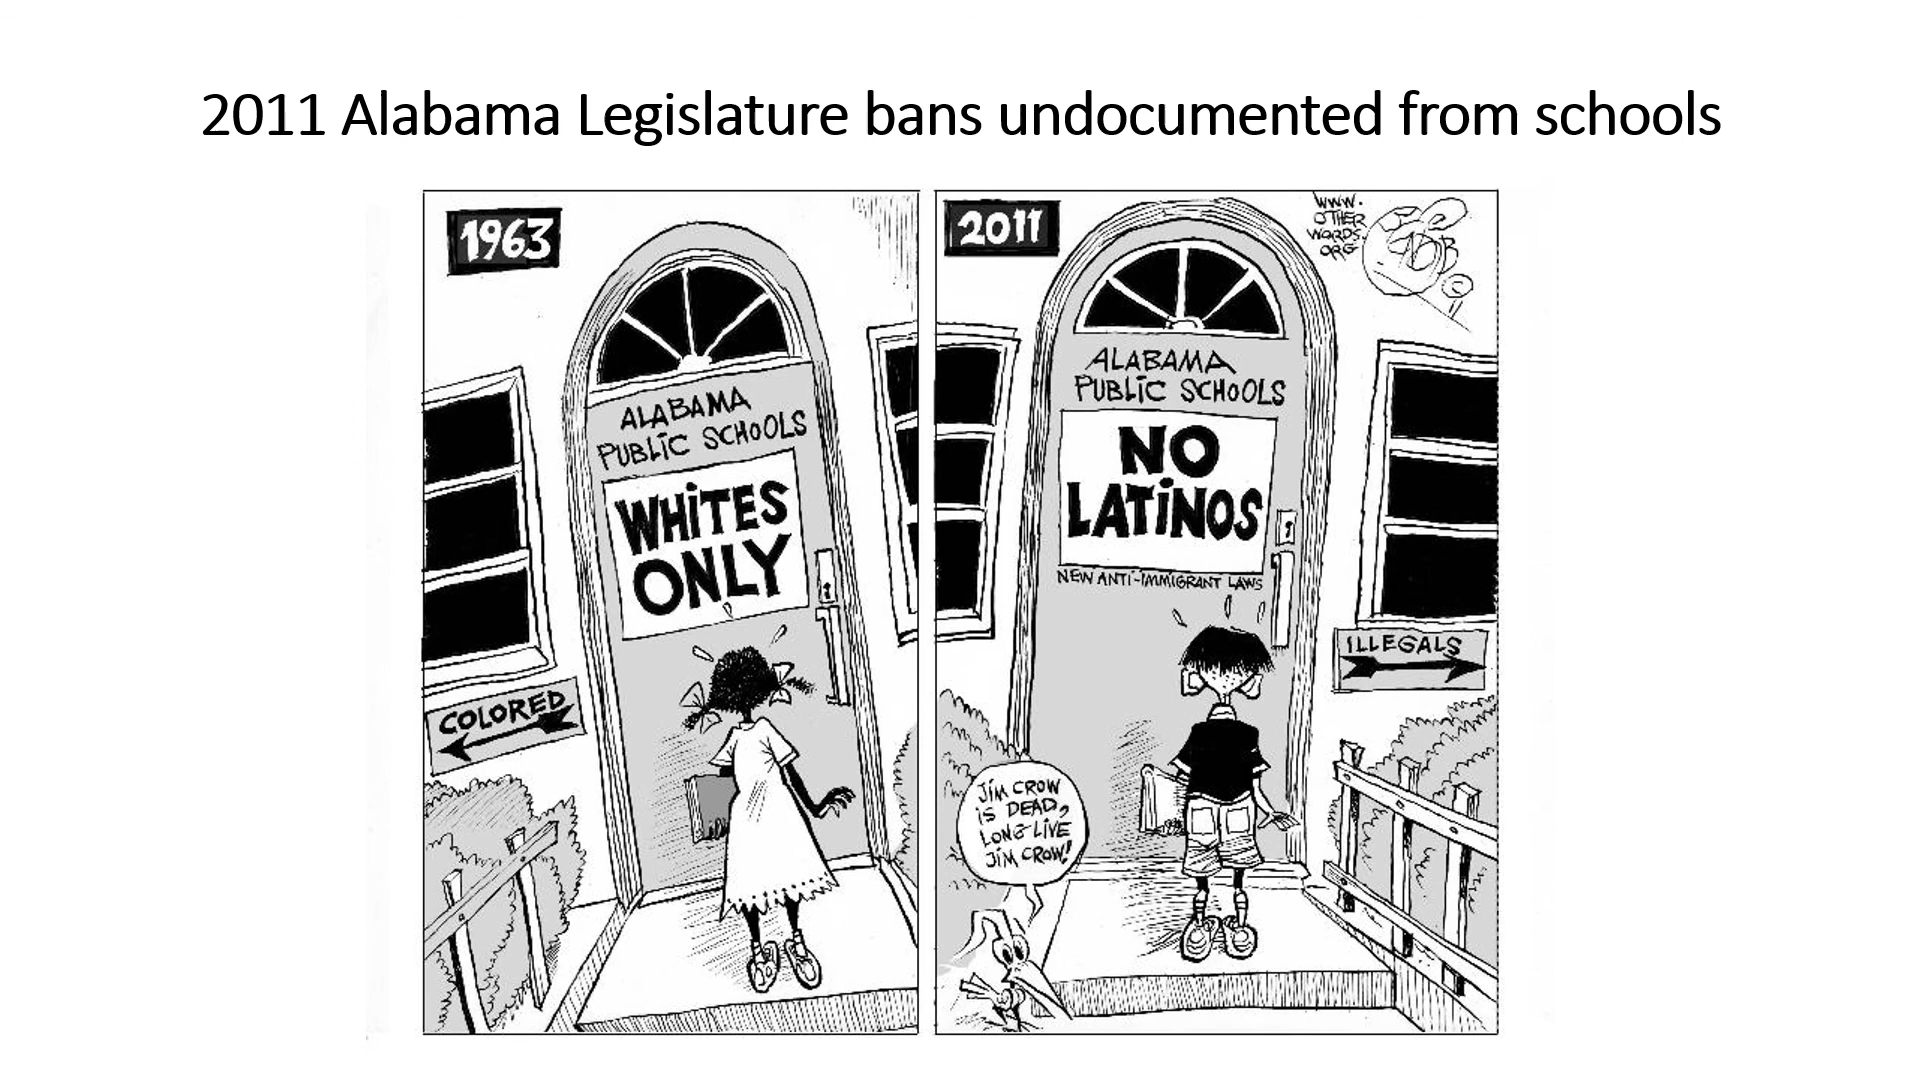 2011 Alabama Legislature bans undocumented from schools
1963
ALABAMA
PUBLiC SCHOOLS
WHiTES
ONLY
COLORED
2011
WWW.
OTHER
WORDS.
ORG
ALABAMA
PUBLiC SCHOOLS
NO
LATiNOS
NEW ANTi-iMMIGRANT LAWS
ILLEGALS
JiM CROW
iS DEAD,
LONG LIVE
JiM CROW!